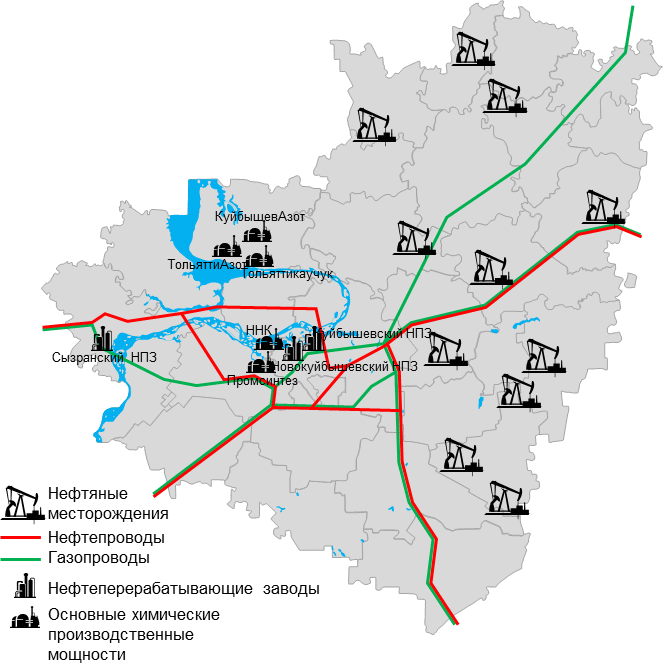 КуйбышевАзот
ТольяттиАзот
Тольяттикаучук
ННК
Куйбышевский НПЗ
Сызранский НПЗ
Новокуйбышевский НПЗ
Промсинтез
Нефтяные
месторождения
Нефтепроводы
Газопроводы
Нефтеперерабатывающие заводы
Основные химические
производственные
мощности